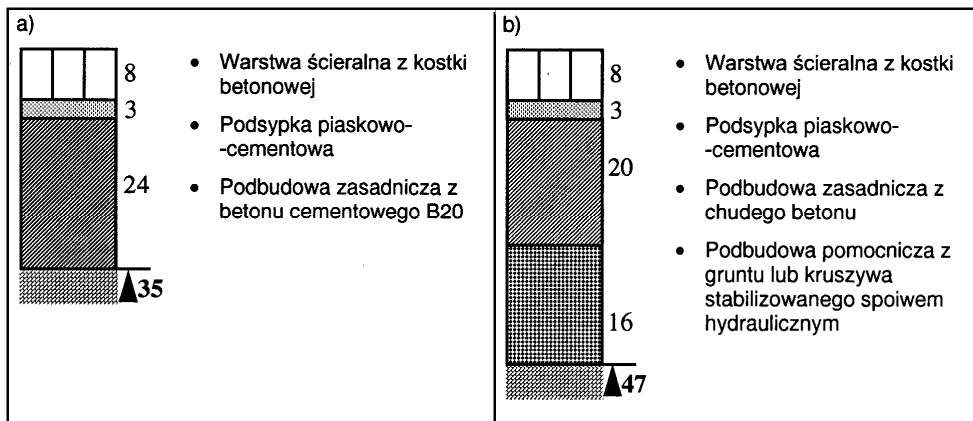 a)
8
3
24
35
• Warstwa ścieralna z kostki
betonowej
• Podsypka piaskowo-
-cementowa
• Podbudowa zasadnicza z
betonu cementowego B20
b)
8
3
20
16
47
• Warstwa ścieralna z kostki
betonowej
• Podsypka piaskowo-
-cementowa
• Podbudowa zasadnicza z
chudego betonu
• Podbudowa pomocnicza z
gruntu lub kruszywa
stabilizowanego spoiwem
hydraulicznym